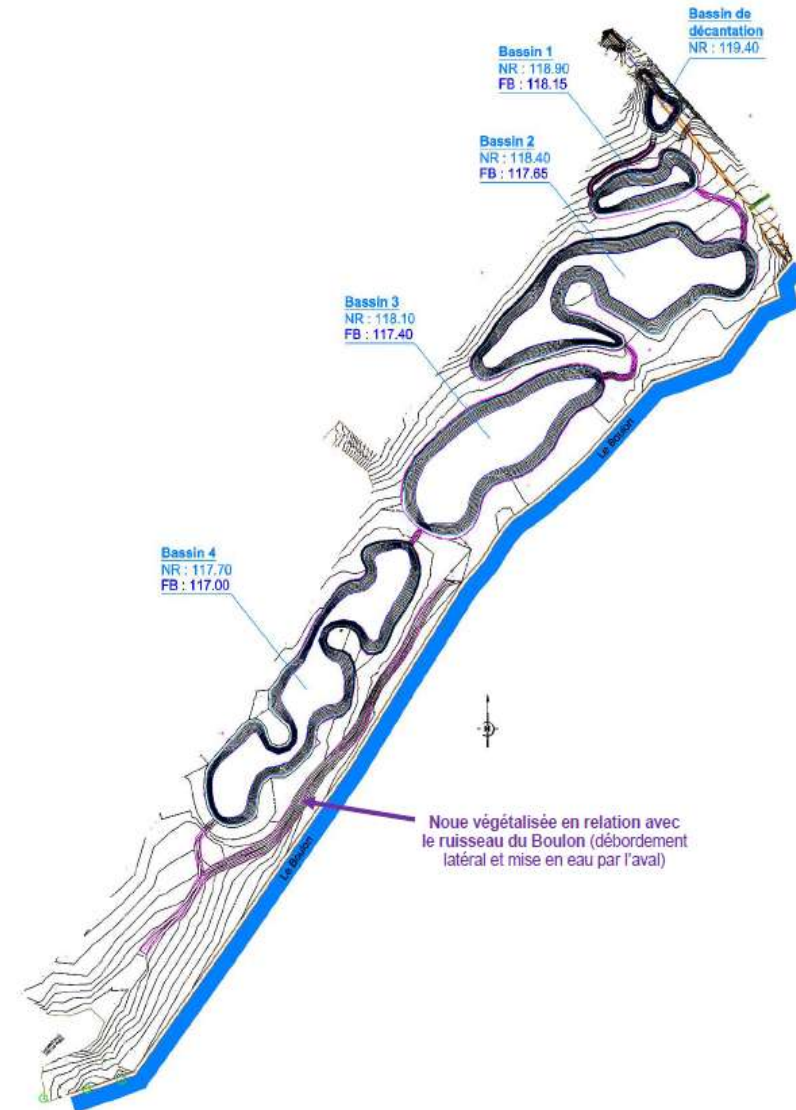 Bassin de
décantation
NR : 119.40
Bassin 1
NR : 118.90
FB : 118.15
Bassin 2
NR : 118.40
FB : 117.65
Bassin 3
NR : 118.10
FB : 117.40
Le Boulon
Bassin 4
NR : 117.70
FB : 117.00
Noue végétalisée en relation avec
le ruisseau du Boulon (débordement
latéral et mise en eau par l'aval)
Le Boulon